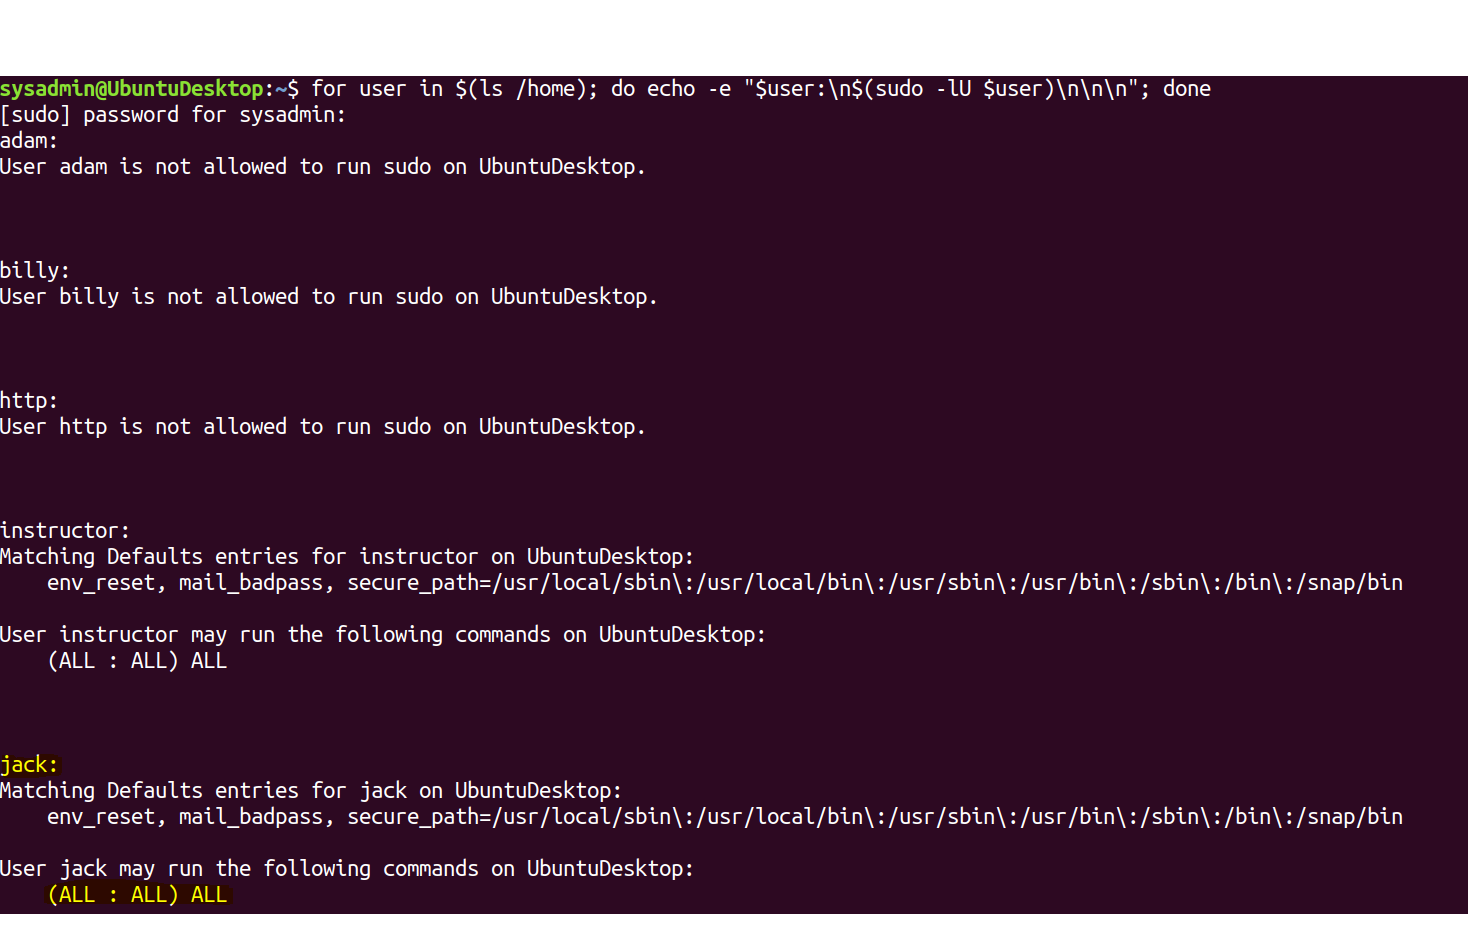 sysadmin@UbuntuDesktop:~$ for user in $(ls /home); do echo -e "$user:\n$(sudo -lU $user)\n\n\n"; done
[sudo] password for sysadmin:
adam:
User adam is not allowed to run sudo on UbuntuDesktop.
billy:
User billy is not allowed to run sudo on UbuntuDesktop.
http:
User http is not allowed to run sudo on UbuntuDesktop.
instructor:
Matching Defaults entries for instructor on UbuntuDesktop:
    env_reset, mail_badpass, secure_path=/usr/local/sbin\:/usr/local/bin\:/usr/sbin\:/usr/bin\:/sbin\:/bin\:/snap/bin
User instructor may run the following commands on UbuntuDesktop:
    (ALL : ALL) ALL
jack:
Matching Defaults entries for jack on UbuntuDesktop:
    env_reset, mail_badpass, secure_path=/usr/local/sbin\:/usr/local/bin\:/usr/sbin\:/usr/bin\:/sbin\:/bin\:/snap/bin
User jack may run the following commands on UbuntuDesktop:
    (ALL : ALL) ALL